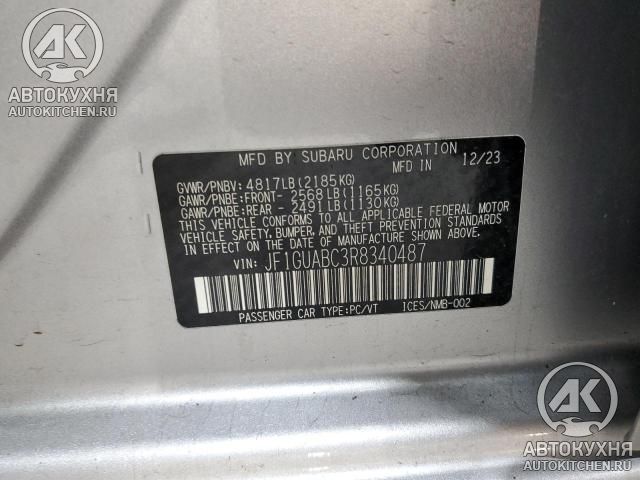 AK
АВТОКУХНЯ
AUTOKITCHEN.RU
MFD BY SUBARU CORPORATION
MFD IN 12/23
GVWR/PNBV: 4817LB(2185KG)
GAWR/PNBE:FRONT- 2568LB(1165KG)
GAWR/PNBE:REAR - 2491LB(1130KG)
THIS VEHICLE CONFORMS TO ALL APPLICABLE FEDERAL MOTOR
VEHICLE SAFETY, BUMPER, AND THEFT PREVENTION STANDARDS
IN EFFECT ON THE DATE OF MANUFACTURE SHOWN ABOVE.
VIN: JF1GUABC3R8340487
PASSENGER CAR TYPE:PC/VT ICES/NMB-002
AK
АВТОКУХНЯ
AUTOKITCHEN.RU